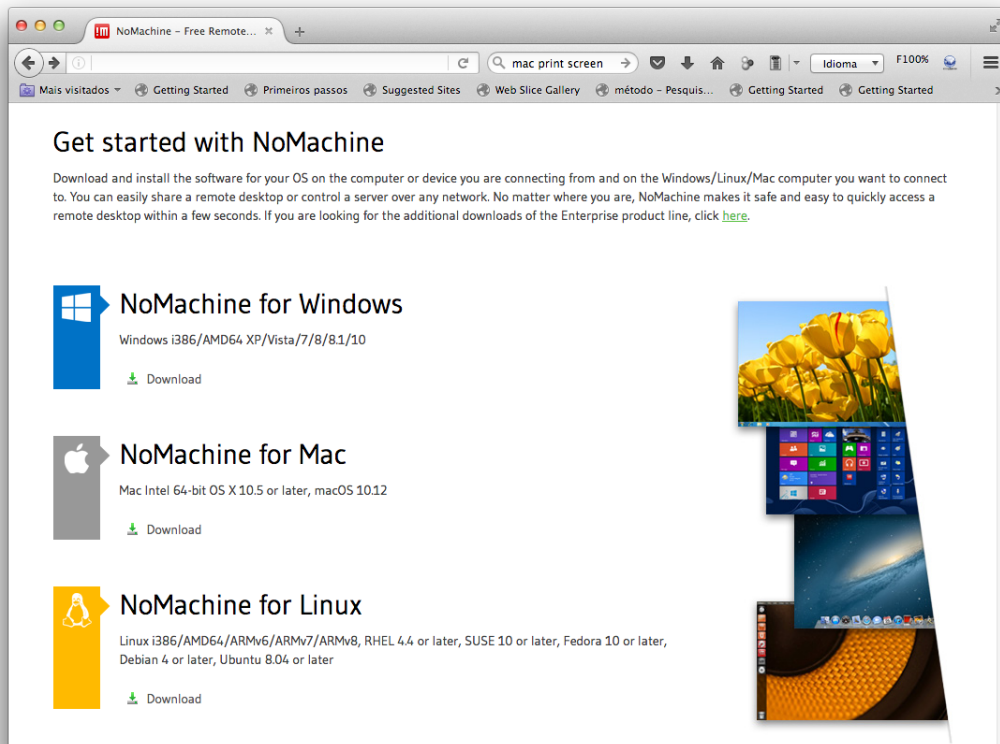 NoMachine – Free Remote...
mac print screen
Idioma
F100%
Mais visitados
Getting Started
Primeiros passos
Suggested Sites
Web Slice Gallery
método – Pesquis...
Getting Started
Getting Started
Get started with NoMachine
Download and install the software for your OS on the computer or device you are connecting from and on the Windows/Linux/Mac computer you want to connect
to. You can easily share a remote desktop or control a server over any network. No matter where you are, NoMachine makes it safe and easy to quickly access a
remote desktop within a few seconds. If you are looking for the additional downloads of the Enterprise product line, click here.
NoMachine for Windows
Windows i386/AMD64 XP/Vista/7/8/8.1/10
Download
NoMachine for Mac
Mac Intel 64-bit OS X 10.5 or later, macOS 10.12
Download
NoMachine for Linux
Linux i386/AMD64/ARMv6/ARMv7/ARMv8, RHEL 4.4 or later, SUSE 10 or later, Fedora 10 or later,
Debian 4 or later, Ubuntu 8.04 or later
Download